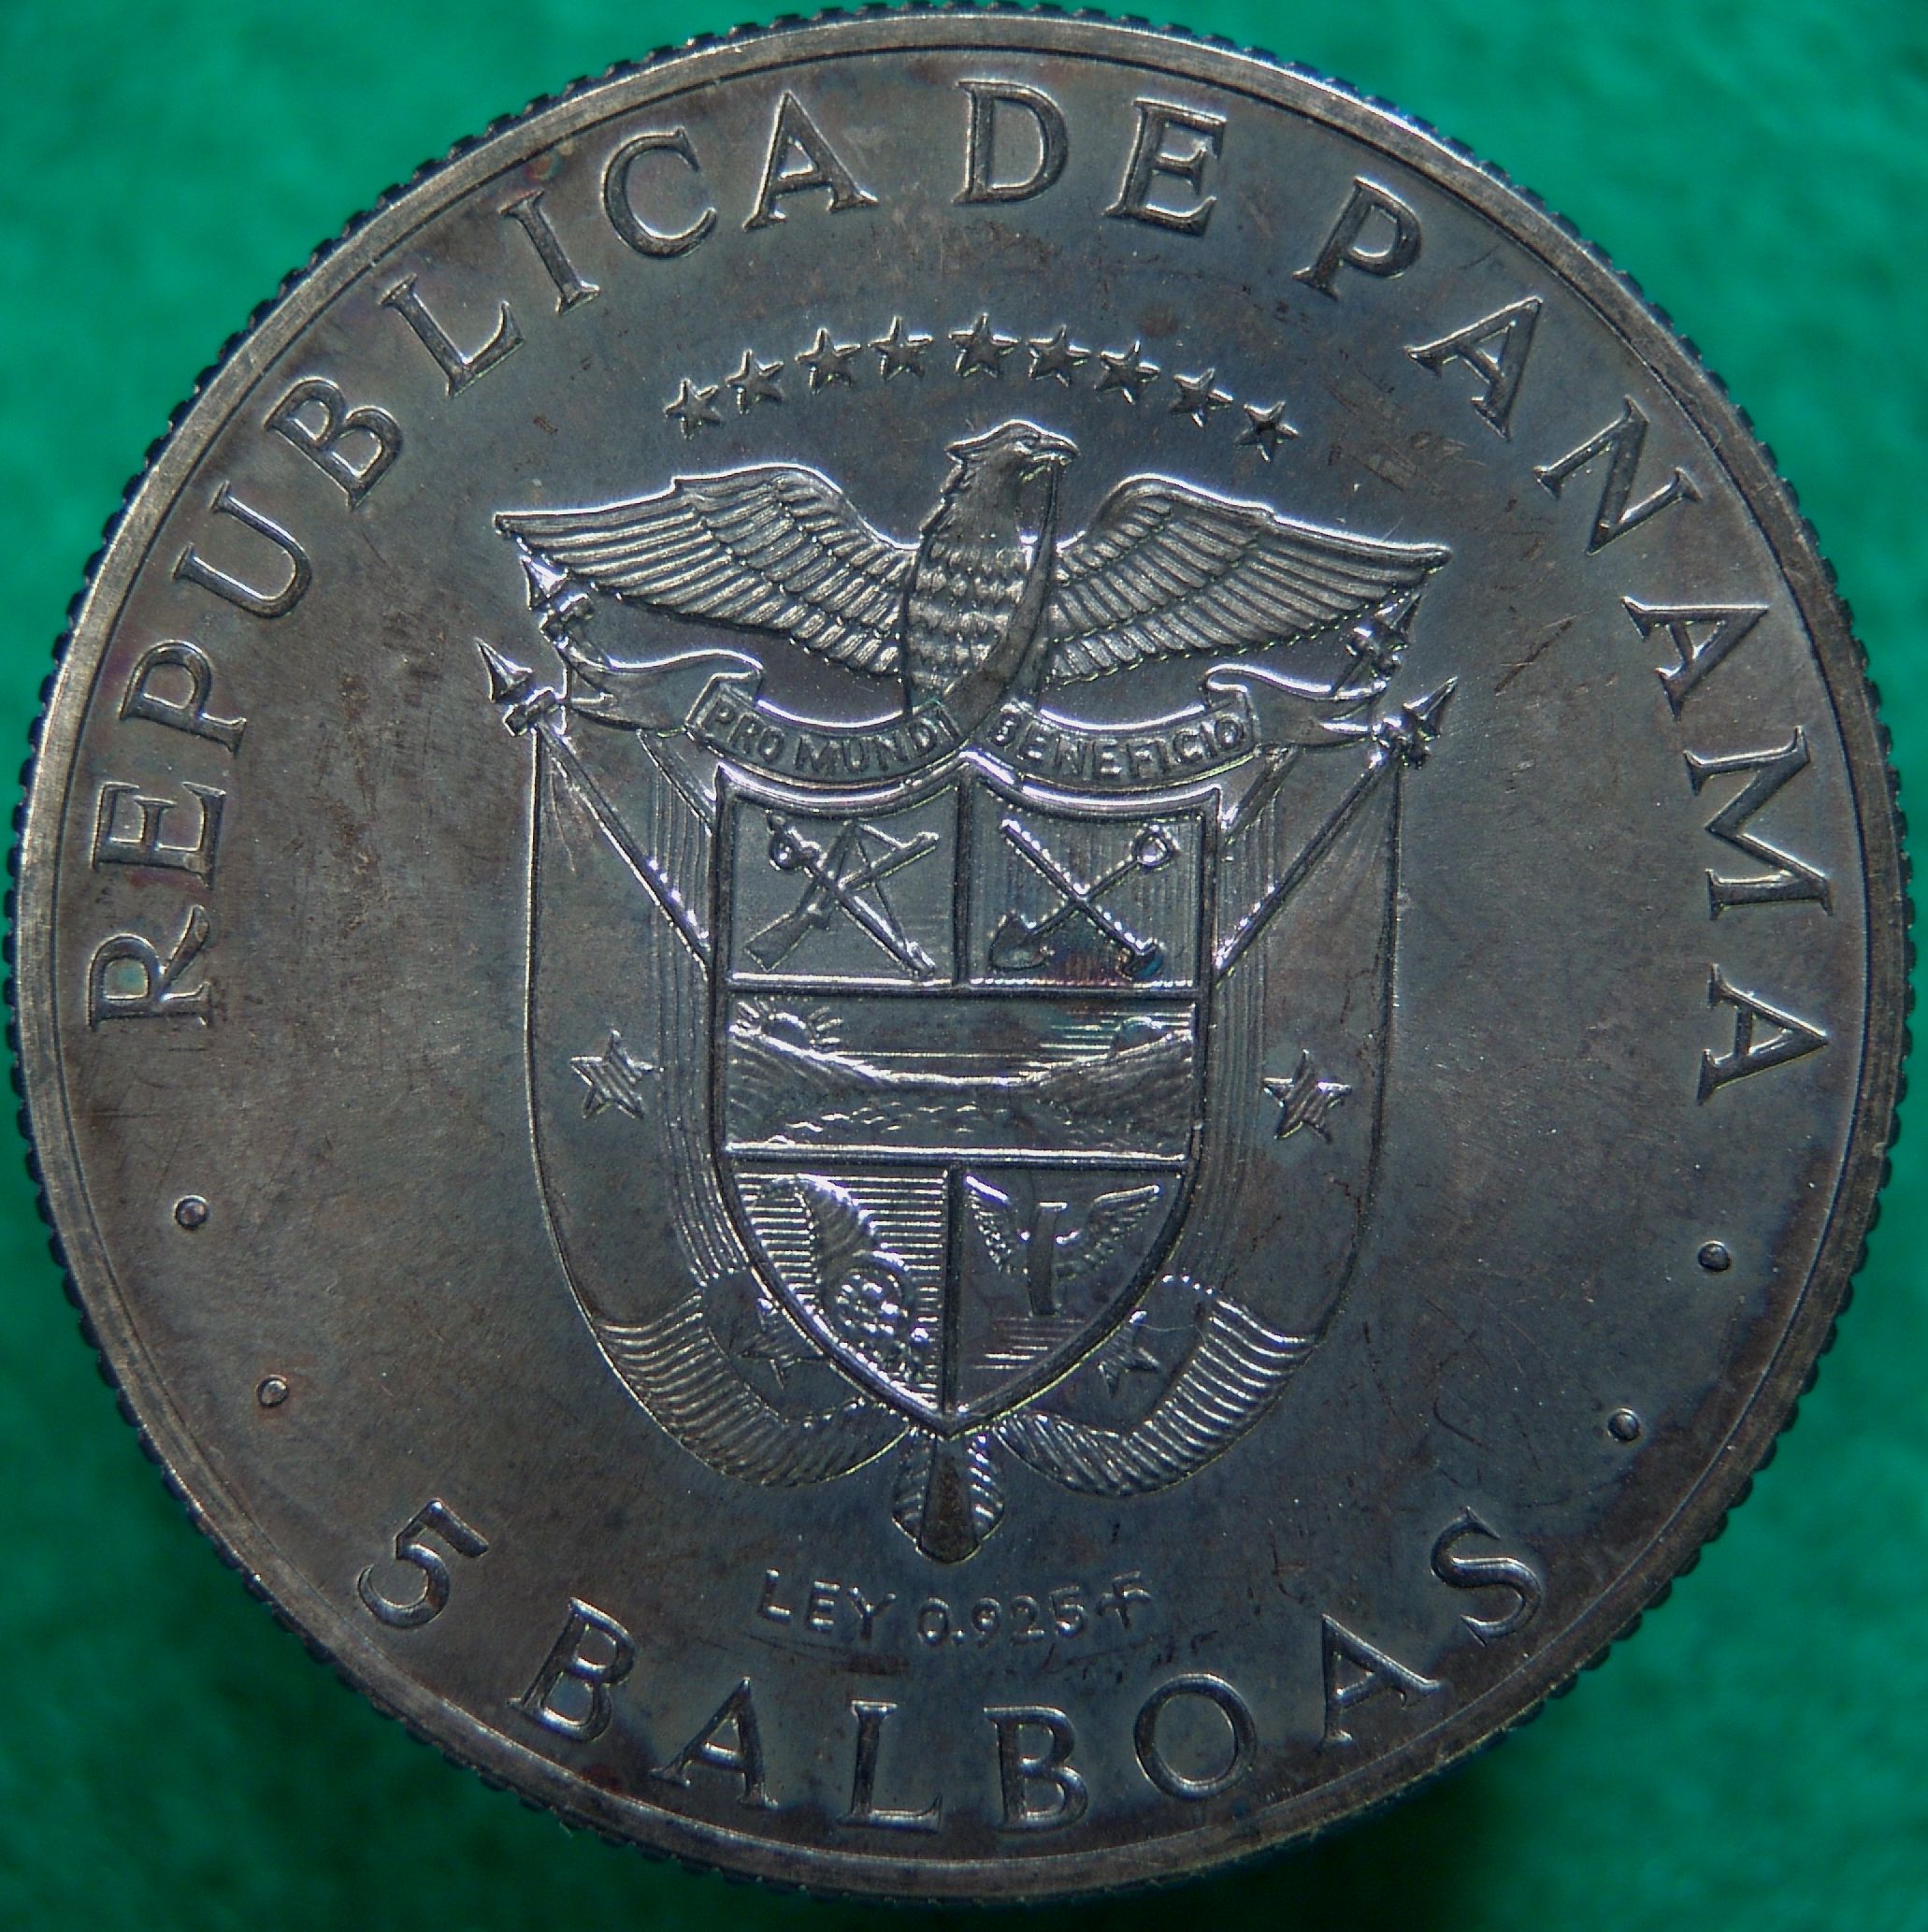 REPUBLICA DE PANAMA
PRO MUNDI BENEFICIO
LEY 0.925
5 BALBOAS